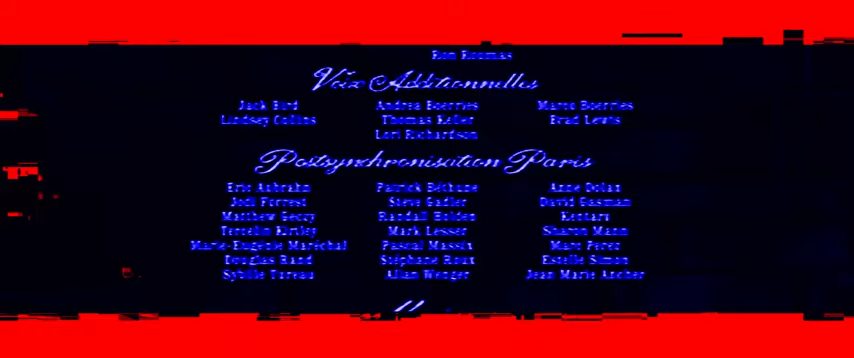 Ron Roumas
Voix Additionnelles
Jack Bird Andrea Boerries Marco Boerries
Lindsey Collins Thomas Keller Brad Lewis
Lori Richardson
Postsynchronisation Paris
Eric Aubrahn Patrick Béthune Anne Dolan
Jodi Forrest Steve Gadler David Gasman
Matthew Geczy Randall Holden Kentaro
Tercelin Kirtley Mark Lesser Sharon Mann
Marie-Eugénie Maréchal Pascal Massix Marc Perez
Douglas Rand Stéphane Roux Estelle Simon
Sybille Tureau Allan Wenger Jean Marie Ancher